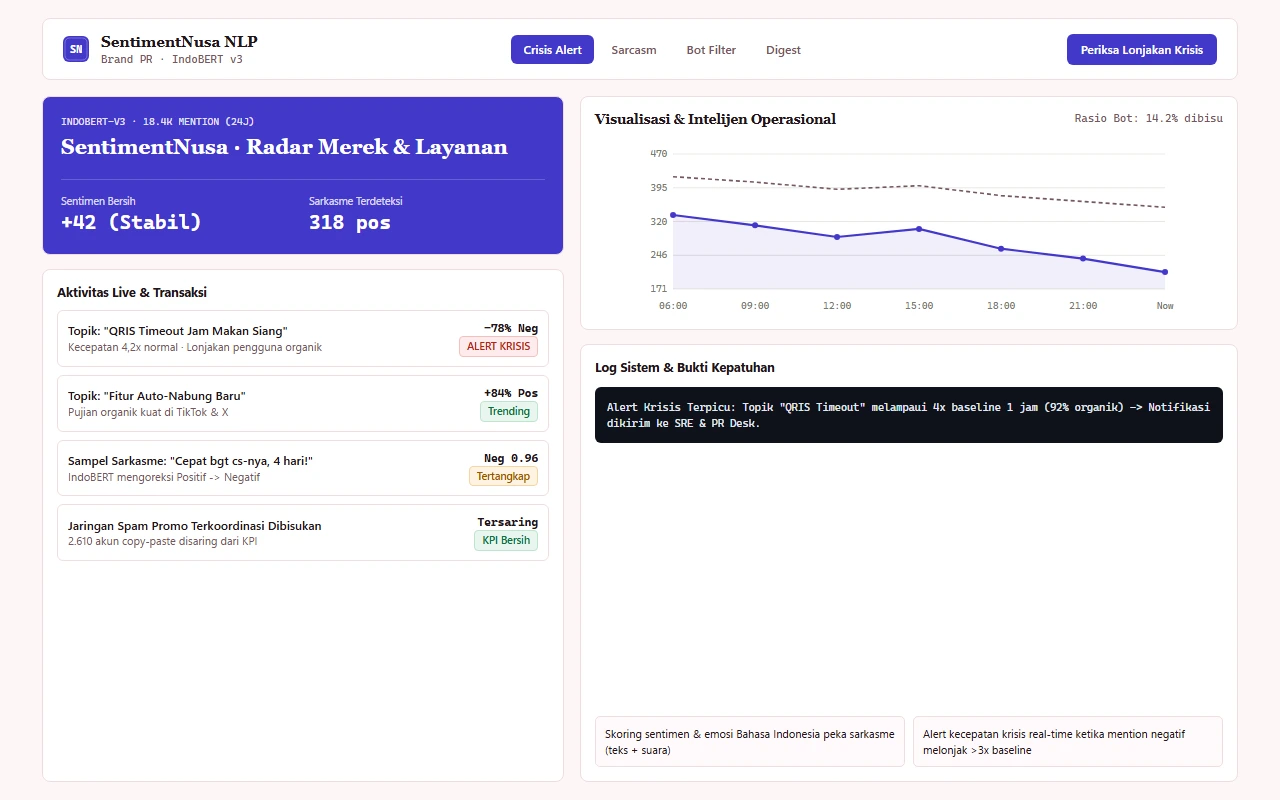 SN
SentimentNusa NLP
Brand PR · IndoBERT v3
Crisis Alert
Sarcasm
Bot Filter
Digest
Periksa Lonjakan Krisis
INDOBERT-V3 · 18.4K MENTION (24J)
SentimentNusa · Radar Merek & Layanan
Sentimen Bersih
+42 (Stabil)
Sarkasme Terdeteksi
318 pos
Aktivitas Live & Transaksi
Topik: "QRIS Timeout Jam Makan Siang"
Kecepatan 4,2x normal · Lonjakan pengguna organik
-78% Neg
ALERT KRISIS
Topik: "Fitur Auto-Nabung Baru"
Pujian organik kuat di TikTok & X
+84% Pos
Trending
Sampel Sarkasme: "Cepat bgt cs-nya, 4 hari!"
IndoBERT mengoreksi Positif -> Negatif
Neg 0.96
Tertangkap
Jaringan Spam Promo Terkoordinasi Dibisukan
2.610 akun copy-paste disaring dari KPI
Tersaring
KPI Bersih
Visualisasi & Intelijen Operasional
Rasio Bot: 14.2% dibisu
470
395
320
246
171
06:00
09:00
12:00
15:00
18:00
21:00
Now
Log Sistem & Bukti Kepatuhan
Alert Krisis Terpicu: Topik "QRIS Timeout" melampaui 4x baseline 1 jam (92% organik) -> Notifikasi
dikirim ke SRE & PR Desk.
Skoring sentimen & emosi Bahasa Indonesia peka sarkasme
(teks + suara)
Alert kecepatan krisis real-time ketika mention negatif
melonjak >3x baseline